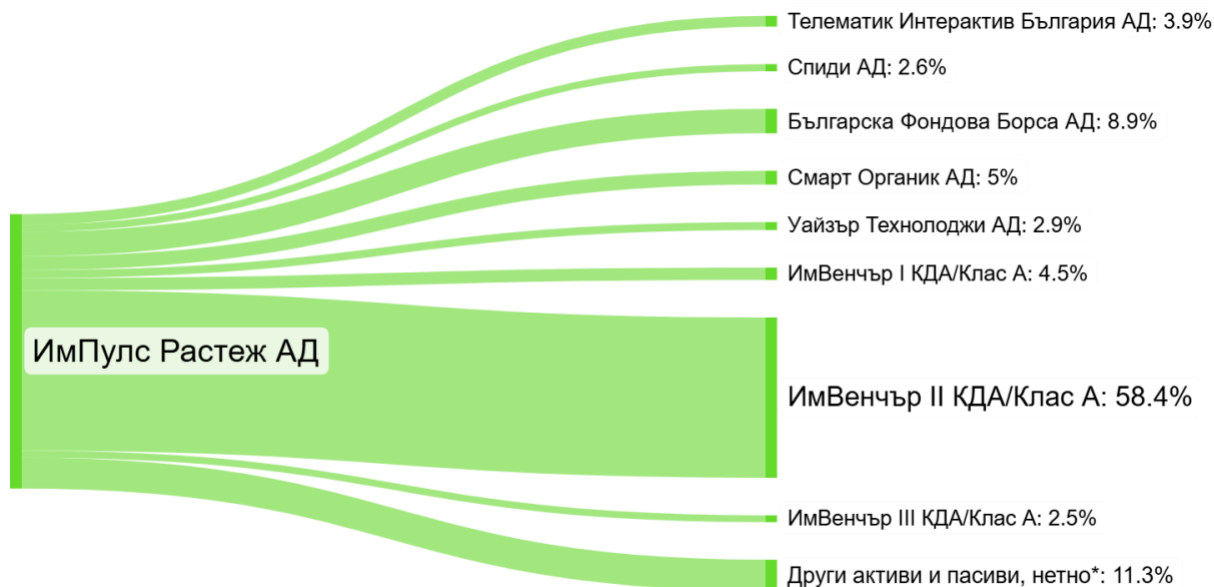 Телематик Интерактив България АД: 3.9%
Спиди АД: 2.6%
Българска Фондова Борса АД: 8.9%
Смарт Органик АД: 5%
Уайзър Технолоджи АД: 2.9%
ИмВенчър I КДА/Клас А: 4.5%
ИмПулс Растеж АД
ИмВенчър II КДА/Клас А: 58.4%
ИмВенчър III КДА/Клас А: 2.5%
Други активи и пасиви, нетно*: 11.3%